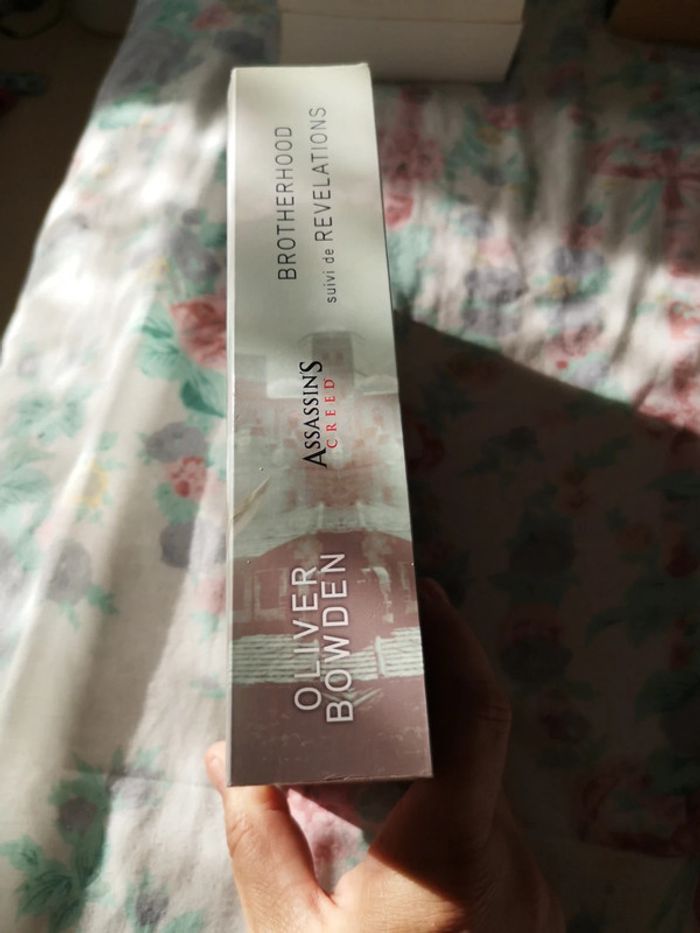 OLIVER
BOWDEN
ASSASSIN'S
CREED
BROTHERHOOD
suivi de REVELATIONS